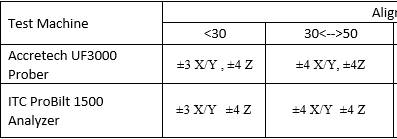 Test Machine
Alig
<30
30<-->50
Accretech UF3000
Prober
±3 X/Y , ±4 Z
±4 X/Y, ±4Z
ITC ProBilt 1500
Analyzer
±3 X/Y ±4 Z
±4 X/Y ±4 Z